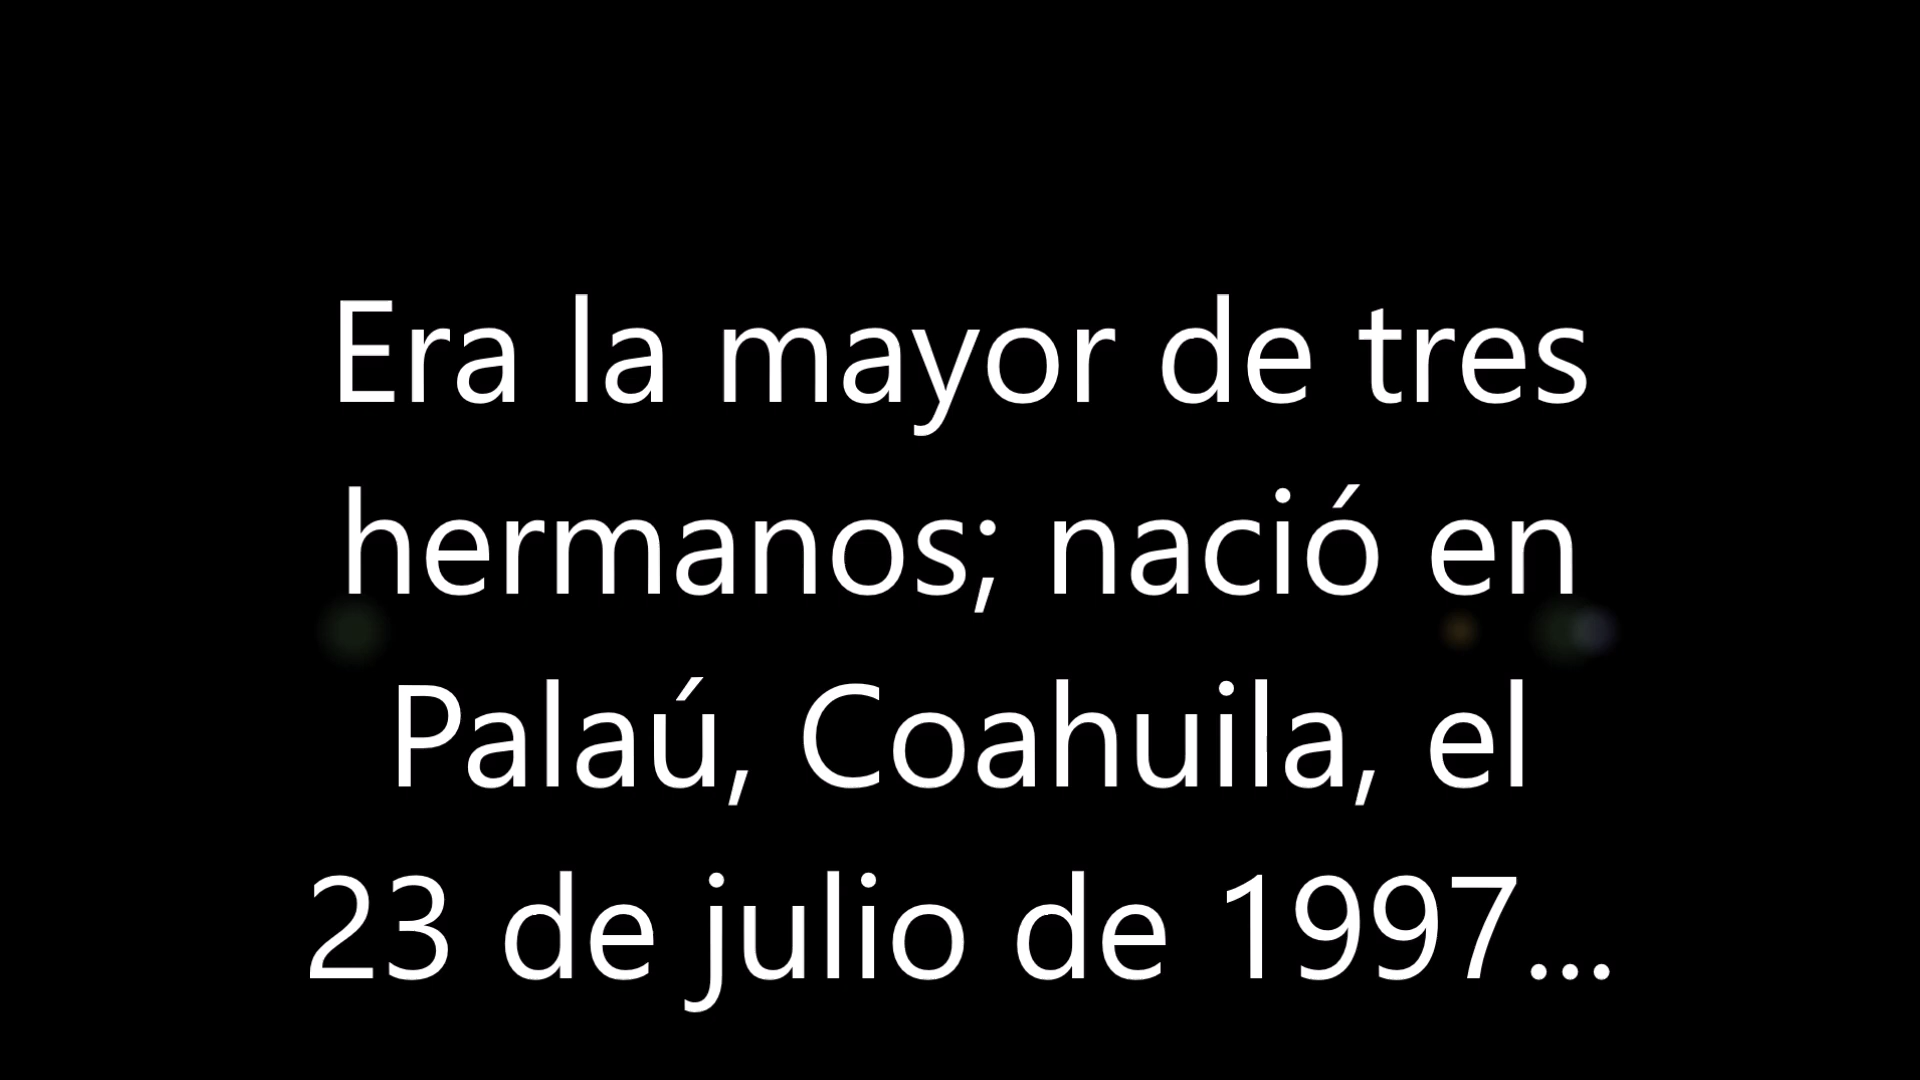 Era la mayor de tres
hermanos; nació en
Palaú, Coahuila, el
23 de julio de 1997...